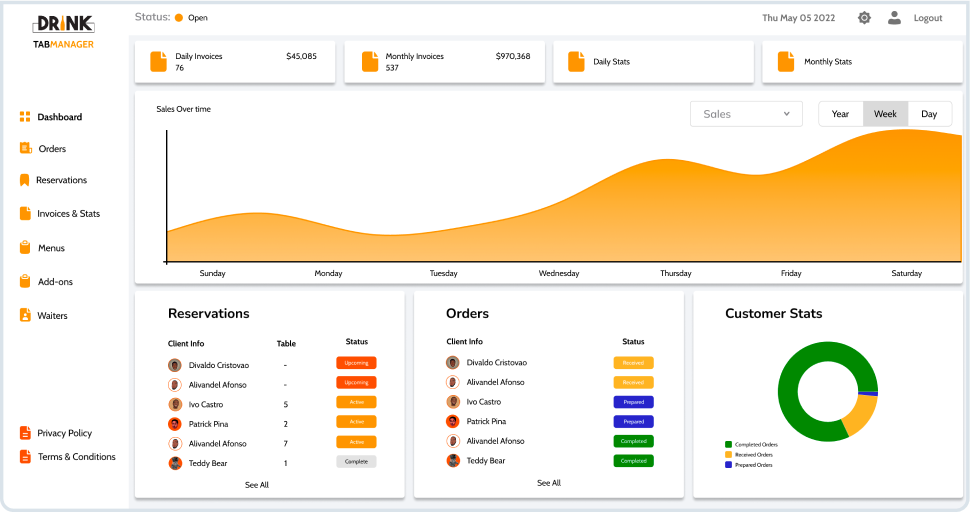 DRINK
TABMANAGER
Status: Open
Thu May 05 2022
Logout
Daily Invoices $45,085
76
Monthly Invoices $970,368
537
Daily Stats
Monthly Stats
Dashboard
Orders
Reservations
Invoices & Stats
Menus
Add-ons
Waiters
Privacy Policy
Terms & Conditions
Sales Over time
Sales
Year Week Day
Sunday Monday Tuesday Wednesday Thursday Friday Saturday
Reservations
Client Info Table Status
Divaldo Cristovao - Upcoming
Alivandel Afonso - Upcoming
Ivo Castro 5 Active
Patrick Pina 2 Active
Alivandel Afonso 7 Active
Teddy Bear 1 Complete
See All
Orders
Client Info Status
Divaldo Cristovao Received
Alivandel Afonso Received
Ivo Castro Prepared
Patrick Pina Prepared
Alivandel Afonso Completed
Teddy Bear Completed
See All
Customer Stats
Completed Orders
Received Orders
Prepared Orders